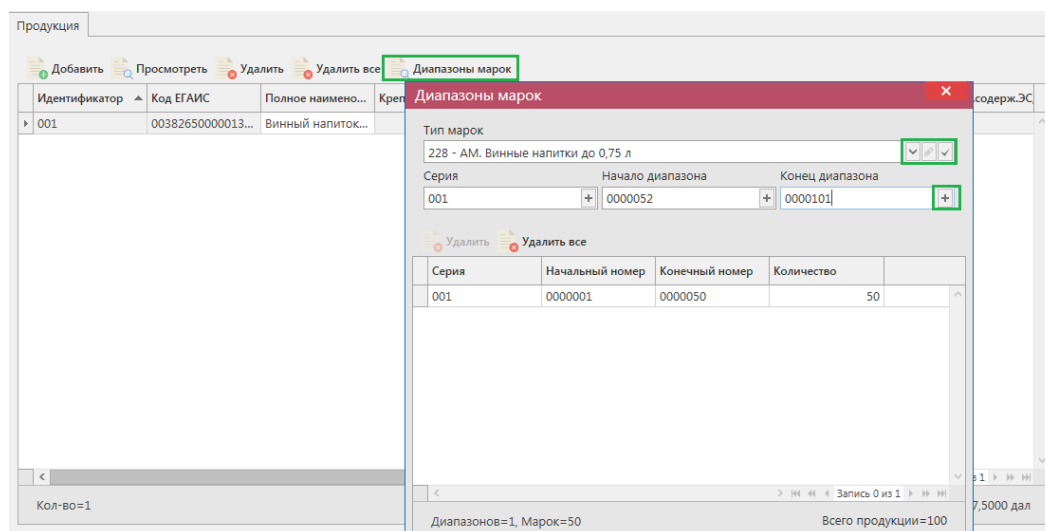 Продукция
Добавить Просмотреть Удалить Удалить все Диапазоны марок
Идентификатор Код ЕГАИС Полное наимено... Креп .содерж.ЭС,
001 00382650000013... Винный напиток...
Диапазоны марок
Тип марок
228 - АМ. Винные напитки до 0,75 л
Серия Начало диапазона Конец диапазона
001 0000052 0000101
Удалить Удалить все
Серия Начальный номер Конечный номер Количество
001 0000001 0000050 50
Запись 0 из 1 з 1
Кол-во=1 7,5000 дал
Диапазонов=1, Марок=50 Всего продукции=100